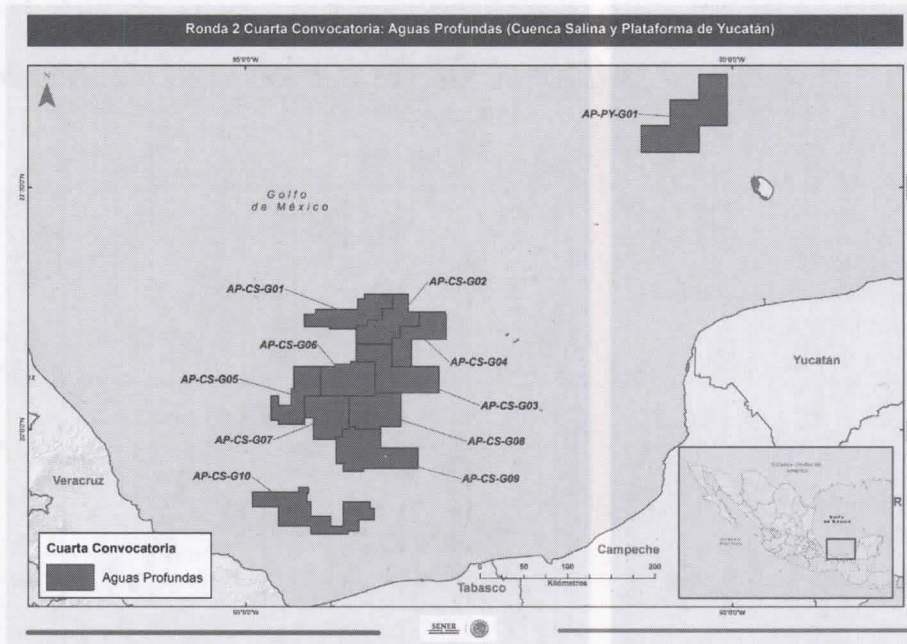 Ronda 2 Cuarta Convocatoria: Aguas Profundas (Cuenca Salina y Plataforma de Yucatán)
AP-PY-G01
Golfo
de México
AP-CS-G01
AP-CS-G02
AP-CS-G06
AP-CS-G04
AP-CS-G05
AP-CS-G03
AP-CS-G07
AP-CS-G08
AP-CS-G10
AP-CS-G09
Yucatán
Veracruz
Campeche
Tabasco
Cuarta Convocatoria
Aguas Profundas
0 50 100 200
Kilómetros
Golfo
de México
SENER